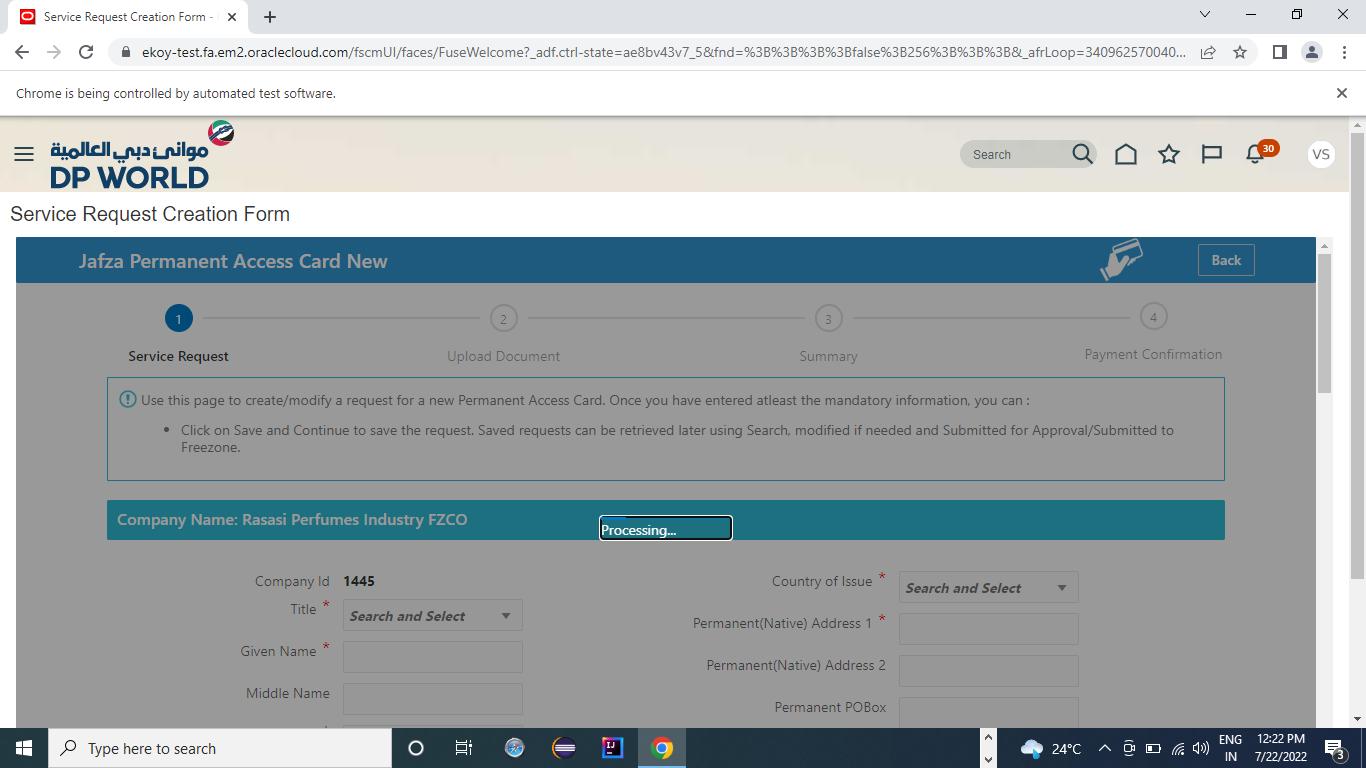 Service Request Creation Form -
ekoy-test.fa.em2.oraclecloud.com/fscmUI/faces/FuseWelcome?_adf.ctrl-state=ae8bv43v7_5&fnd=%3B%3B%3B%3Bfalse%3B256%3B%3B%3B&_afrLoop=340962570040...
Chrome is being controlled by automated test software.
موانئ دبي العالمية
DP WORLD
Search
30
VS
Service Request Creation Form
Jafza Permanent Access Card New
Back
1
2
3
4
Service Request
Upload Document
Summary
Payment Confirmation
Use this page to create/modify a request for a new Permanent Access Card. Once you have entered atleast the mandatory information, you can :
• Click on Save and Continue to save the request. Saved requests can be retrieved later using Search, modified if needed and Submitted for Approval/Submitted to
Freezone.
Company Name: Rasasi Perfumes Industry FZCO
Processing...
Company Id 1445
Title * Search and Select
Given Name *
Middle Name
Country of Issue * Search and Select
Permanent(Native) Address 1 *
Permanent(Native) Address 2
Permanent POBox
Type here to search
24°C
ENG
IN
12:22 PM
7/22/2022
3